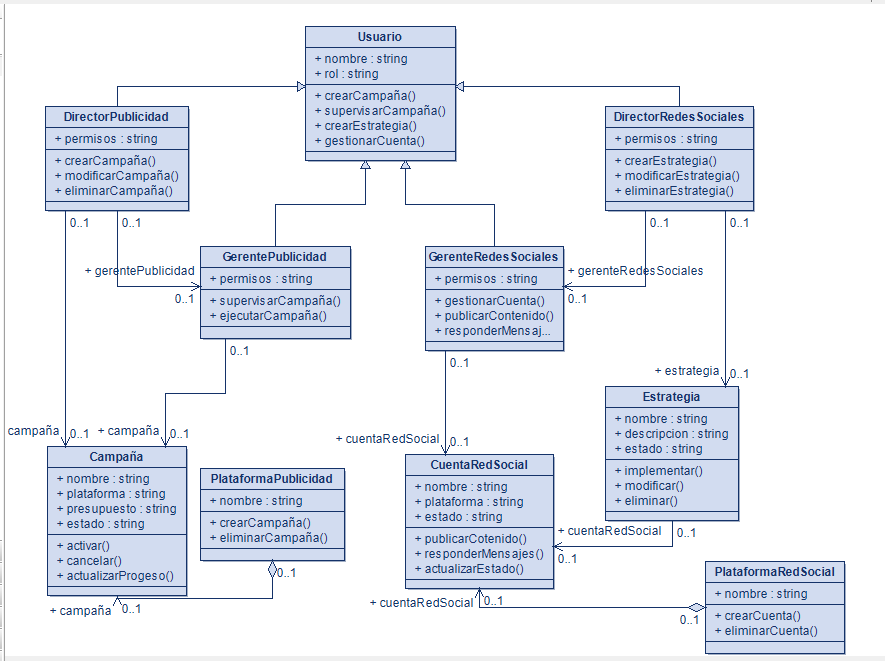 Usuario
+ nombre : string
+ rol : string
+ crearCampaña()
+ supervisarCampaña()
+ crearEstrategia()
+ gestionarCuenta()
DirectorPublicidad
+ permisos : string
+ crearCampaña()
+ modificarCampaña()
+ eliminarCampaña()
DirectorRedesSociales
+ permisos : string
+ crearEstrategia()
+ modificarEstrategia()
+ eliminarEstrategia()
0..1
0..1
0..1
0..1
+ gerentePublicidad
0..1
GerentePublicidad
+ permisos : string
+ supervisarCampaña()
+ ejecutarCampaña()
0..1
GerenteRedesSociales
+ permisos : string
+ gestionarCuenta()
+ publicarContenido()
+ responderMensaj...
0..1
+ gerenteRedesSociales
0..1
+ estrategia
0..1
Estrategia
+ nombre : string
+ descripcion : string
+ estado : string
+ implementar()
+ modificar()
+ eliminar()
0..1
campaña
0..1
+ campaña
0..1
+ cuentaRedSocial
0..1
Campaña
+ nombre : string
+ plataforma : string
+ presupuesto : string
+ estado : string
+ activar()
+ cancelar()
+ actualizarProgeso()
PlataformaPublicidad
+ nombre : string
+ crearCampaña()
+ eliminarCampaña()
0..1
+ campaña
0..1
CuentaRedSocial
+ nombre : string
+ plataforma : string
+ estado : string
+ publicarCotenido()
+ responderMensajes()
+ actualizarEstado()
+ cuentaRedSocial
0..1
+ cuentaRedSocial
0..1
0..1
PlataformaRedSocial
+ nombre : string
+ crearCuenta()
+ eliminarCuenta()